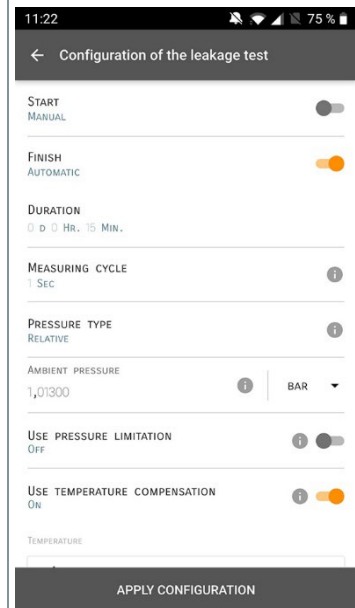 11:22 75 %
← Configuration of the leakage test
START
MANUAL
FINISH
AUTOMATIC
DURATION
0 D 0 HR. 15 MIN.
MEASURING CYCLE
1 SEC
PRESSURE TYPE
RELATIVE
AMBIENT PRESSURE
1,01300 BAR
USE PRESSURE LIMITATION
OFF
USE TEMPERATURE COMPENSATION
ON
TEMPERATURE
APPLY CONFIGURATION